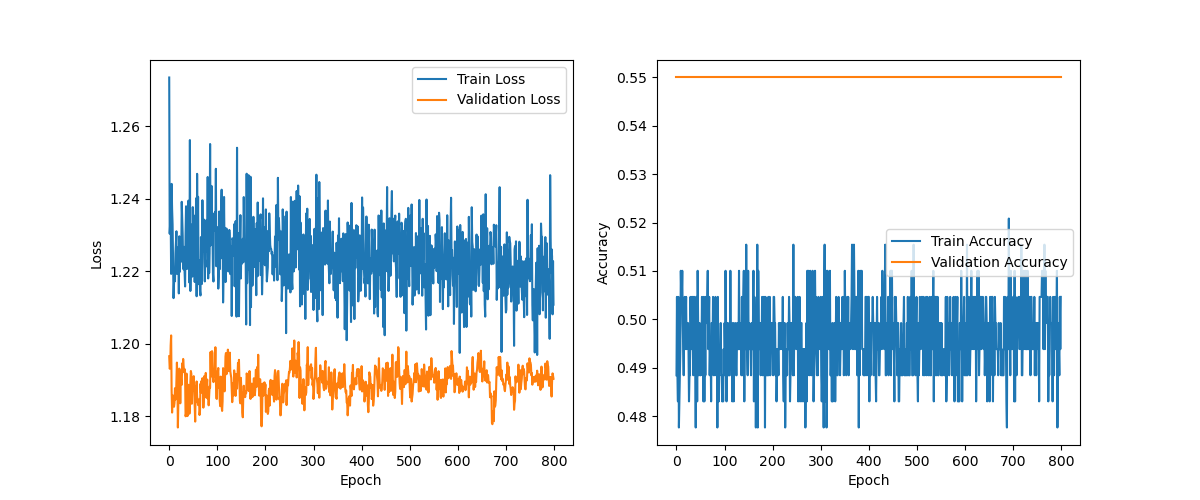 Train Loss
Validation Loss
1.26
1.24
1.22
1.20
1.18
Loss
0 100 200 300 400 500 600 700 800
Epoch
0.55
0.54
0.53
0.52
0.51
0.50
0.49
0.48
Accuracy
Train Accuracy
Validation Accuracy
0 100 200 300 400 500 600 700 800
Epoch